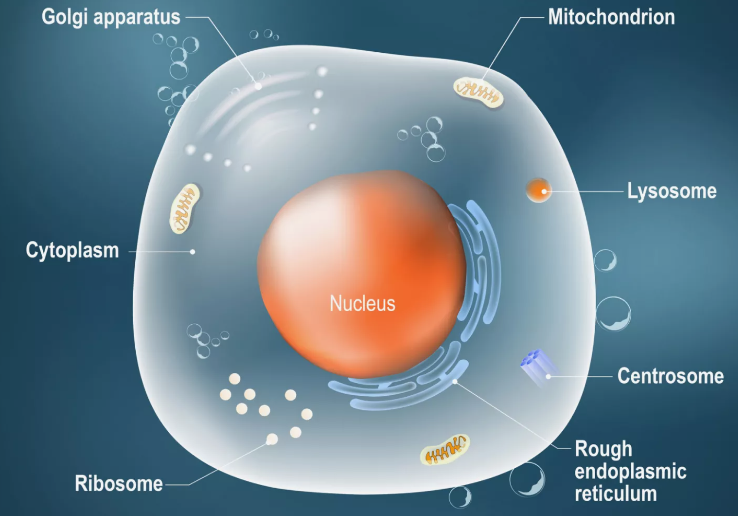 Golgi apparatus
Mitochondrion
Lysosome
Cytoplasm
Nucleus
Centrosome
Rough
endoplasmic
reticulum
Ribosome